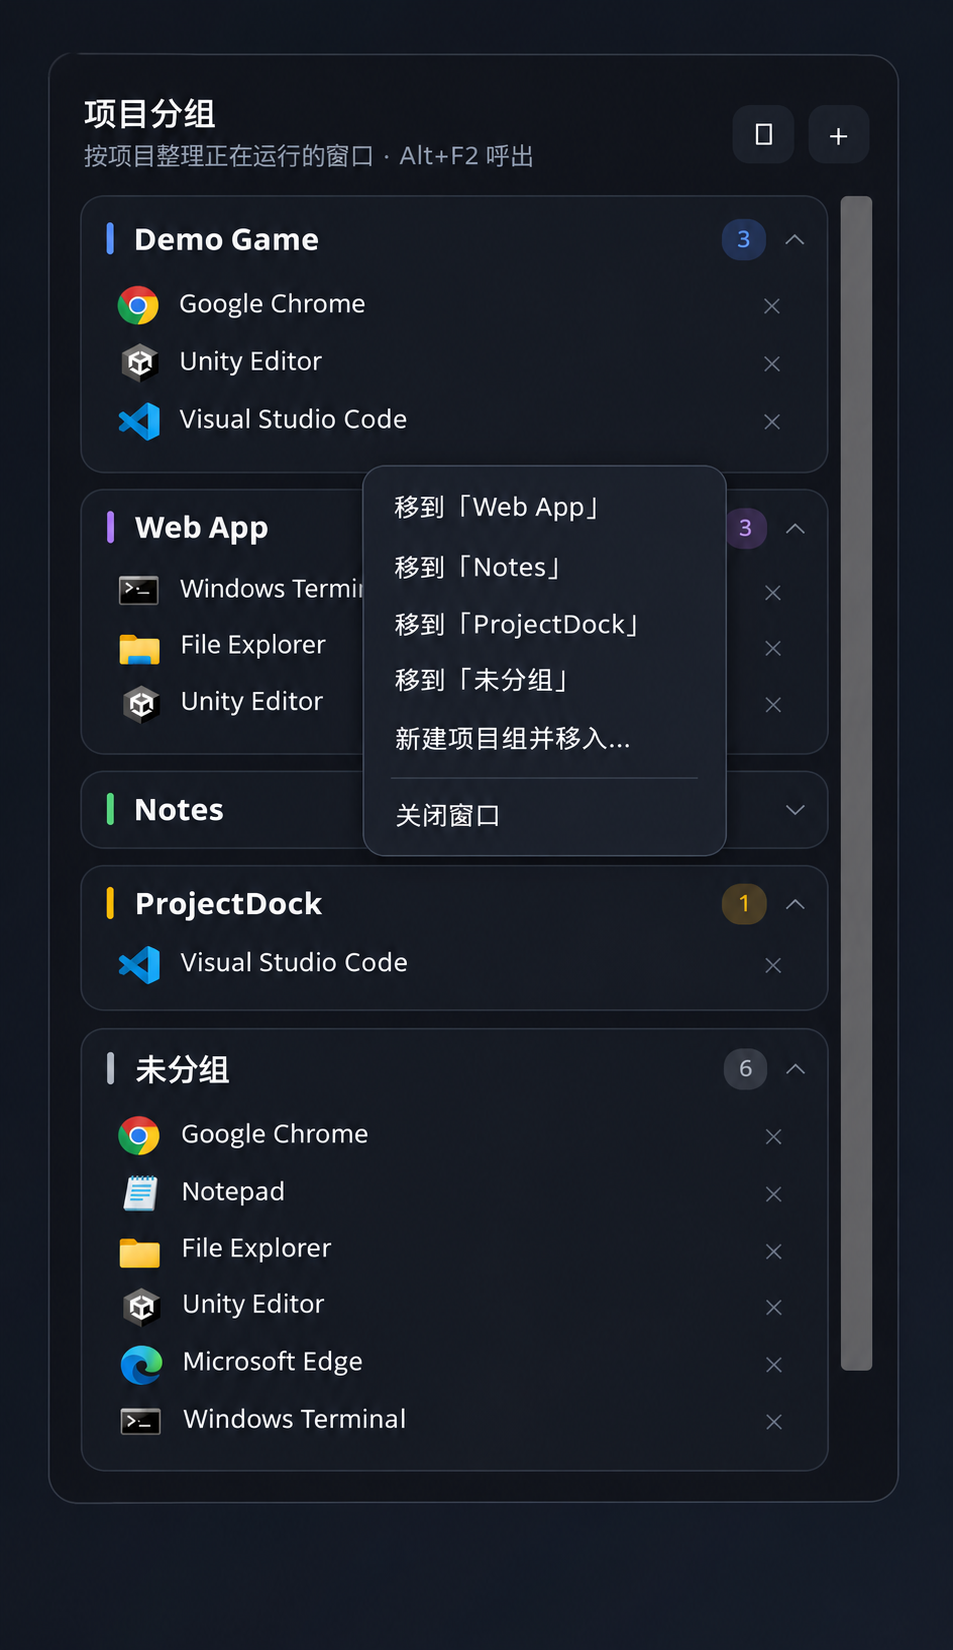 项目分组
按项目整理正在运行的窗口 · Alt+F2 呼出
+
Demo Game 3
Google Chrome
Unity Editor
Visual Studio Code
Web App 3
Windows Termin
File Explorer
Unity Editor
移到「Web App」
移到「Notes」
移到「ProjectDock」
移到「未分组」
新建项目组并移入...
关闭窗口
Notes
ProjectDock 1
Visual Studio Code
未分组 6
Google Chrome
Notepad
File Explorer
Unity Editor
Microsoft Edge
Windows Terminal